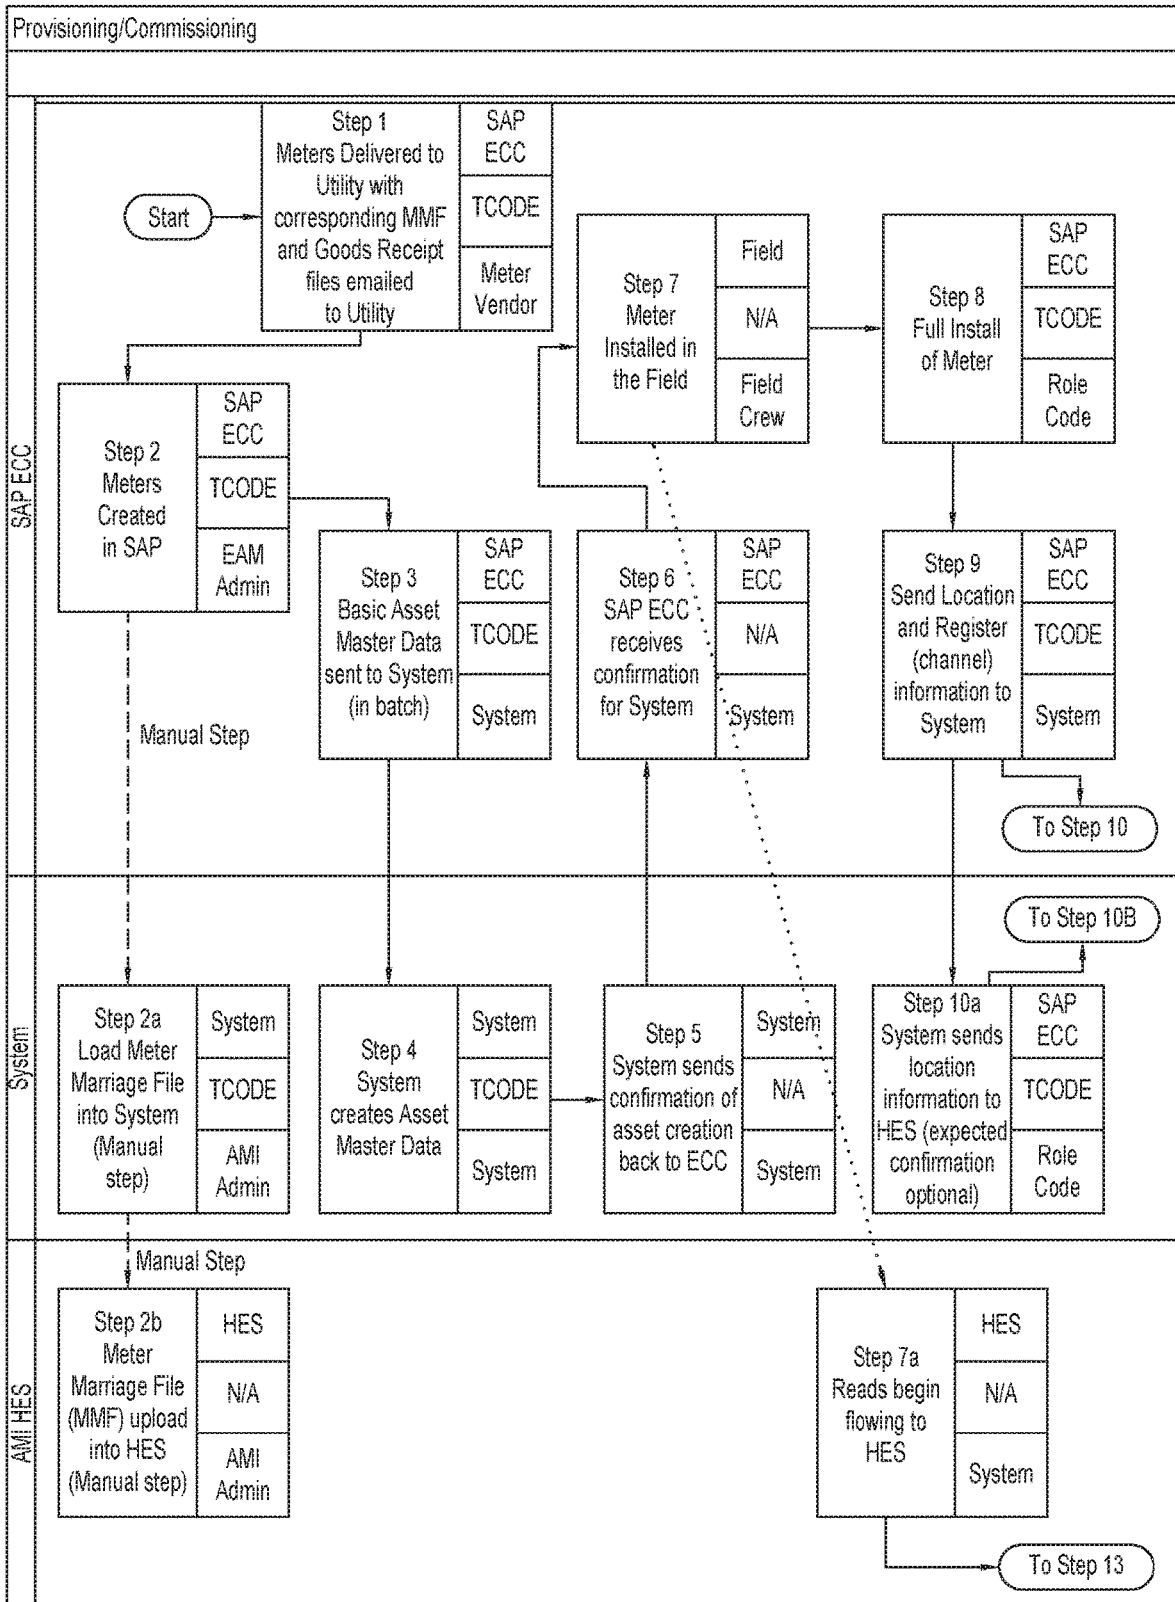 Provisioning/Commissioning
SAP ECC
Start
Step 1
Meters Delivered to
Utility with
corresponding MMF
and Goods Receipt
files emailed
to Utility
SAP
ECC
TCODE
Meter
Vendor
Step 2
Meters
Created
in SAP
SAP
ECC
TCODE
EAM
Admin
Manual Step
Step 3
Basic Asset
Master Data
sent to System
(in batch)
SAP
ECC
TCODE
System
Step 6
SAP ECC
receives
confirmation
for System
SAP
ECC
N/A
System
Step 7
Meter
Installed in
the Field
Field
N/A
Field
Crew
Step 8
Full Install
of Meter
SAP
ECC
TCODE
Role
Code
Step 9
Send Location
and Register
(channel)
information to
System
SAP
ECC
TCODE
System
To Step 10
System
Step 2a
Load Meter
Marriage File
into System
(Manual
step)
System
TCODE
AMI
Admin
Step 4
System
creates Asset
Master Data
System
TCODE
System
Step 5
System sends
confirmation of
asset creation
back to ECC
System
N/A
System
To Step 10B
Step 10a
System sends
location
information to
HES (expected
confirmation
optional)
SAP
ECC
TCODE
Role
Code
AMI HES
Manual Step
Step 2b
Meter
Marriage File
(MMF) upload
into HES
(Manual step)
HES
N/A
AMI
Admin
Step 7a
Reads begin
flowing to
HES
HES
N/A
System
To Step 13